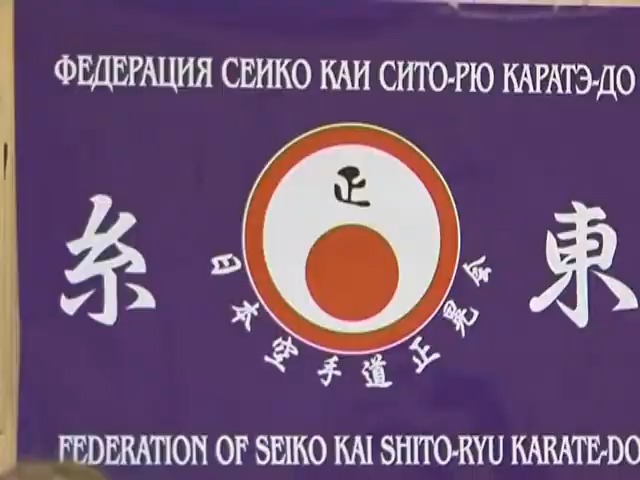 ФЕДЕРАЦИЯ СЕИКО КАИ СИТО-РЮ КАРАТЭ-ДО
正
糸 東
日本空手道正晃会
FEDERATION OF SEIKO KAI SHITO-RYU KARATE-DO